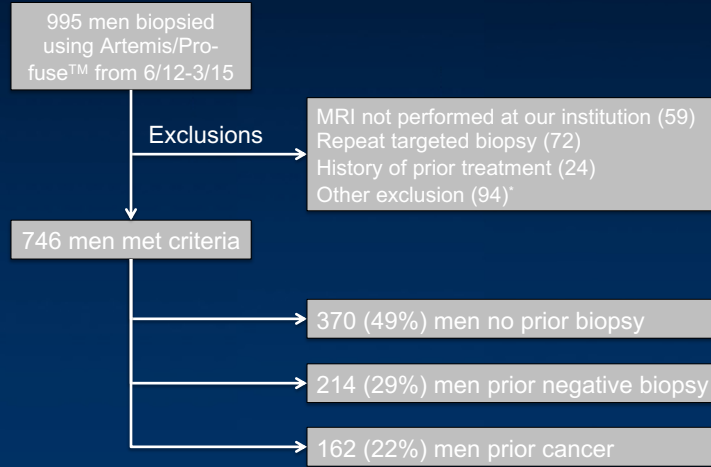 995 men biopsied
using Artemis/Pro-
fuse™ from 6/12-3/15
Exclusions
MRI not performed at our institution (59)
Repeat targeted biopsy (72)
History of prior treatment (24)
Other exclusion (94)*
746 men met criteria
370 (49%) men no prior biopsy
214 (29%) men prior negative biopsy
162 (22%) men prior cancer